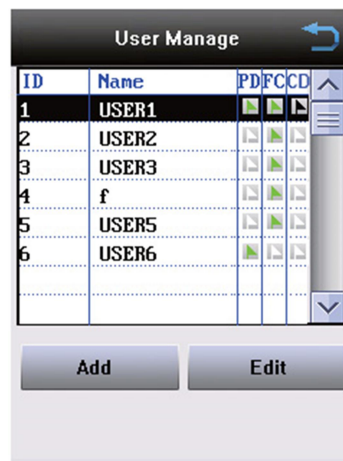 User Manage
ID Name PD FC CD
1 USER1
2 USER2
3 USER3
4 f
5 USER5
6 USER6
Add Edit